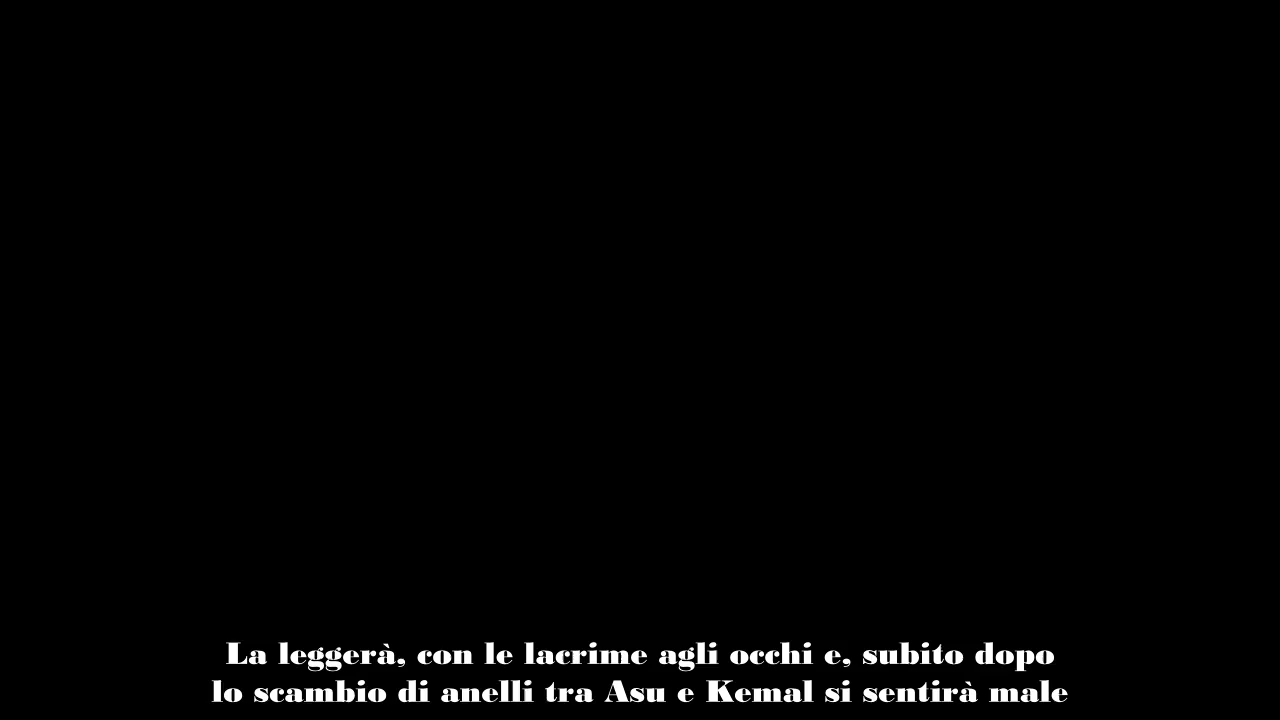 La leggerà, con le lacrime agli occhi e, subito dopo
lo scambio di anelli tra Asu e Kemal si sentirà male